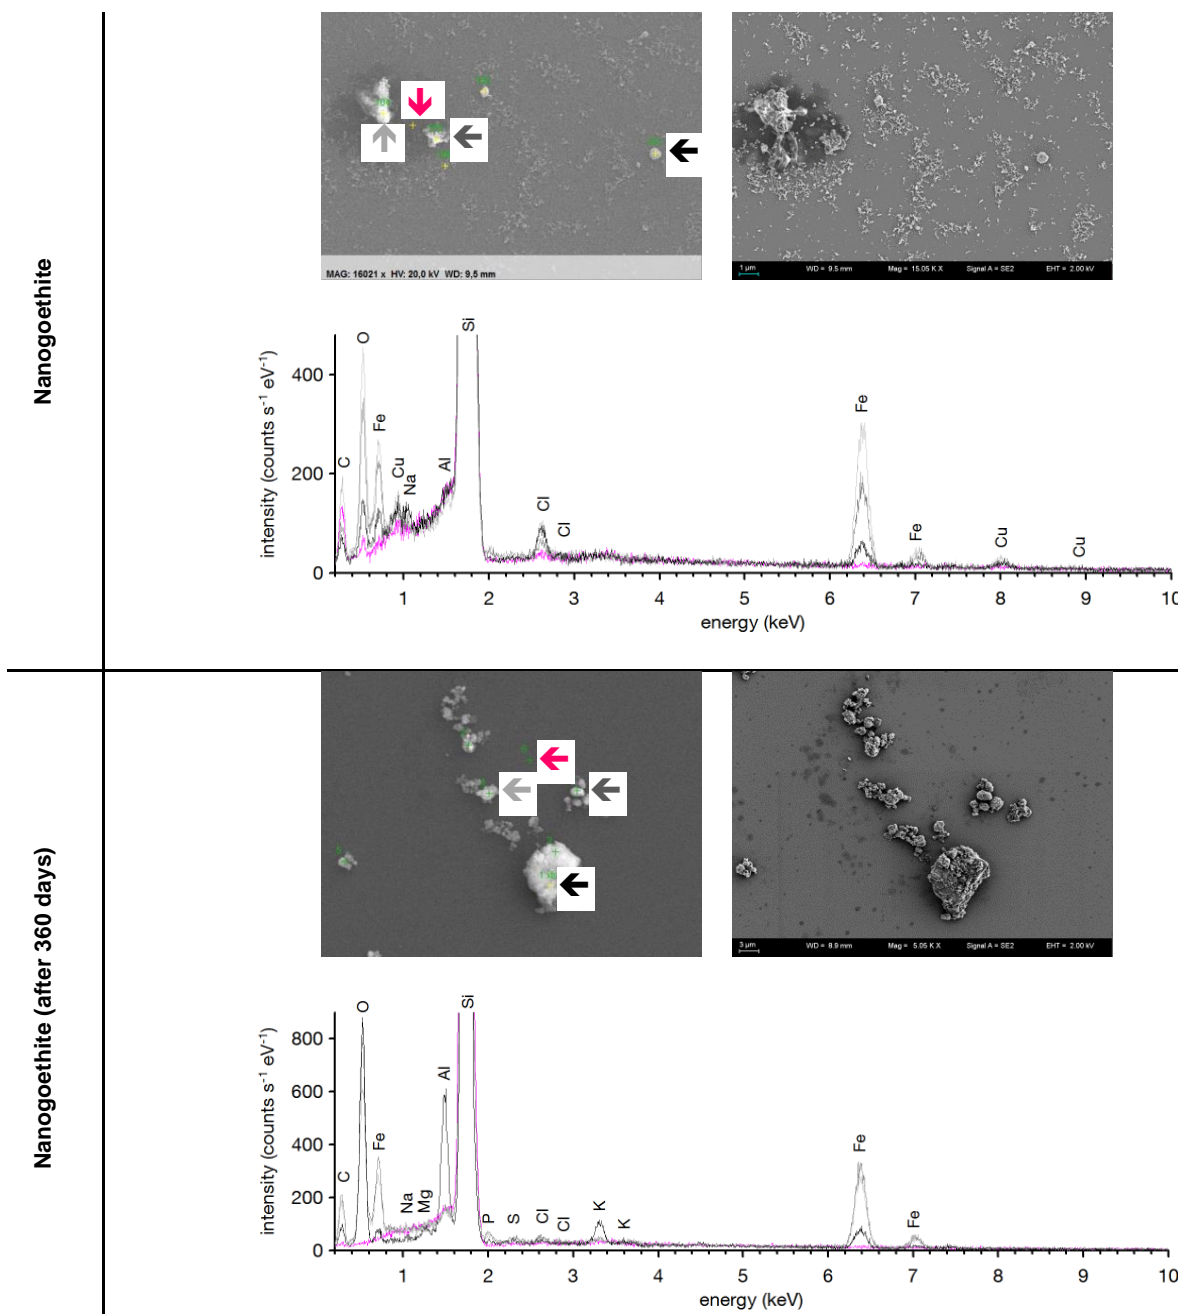 Nanogoethite
MAG: 16021 x HV: 20,0 kV WD: 9,5 mm
1 µm WD = 9.5 mm Mag = 15.05 K X Signal A = SE2 EHT = 2.00 kV
intensity (counts s⁻¹ eV⁻¹)
400
200
0
C
O
Fe
Cu
Na
Al
Si
Cl
Cl
Fe
Fe
Cu
Cu
1 2 3 4 5 6 7 8 9 10
energy (keV)
Nanogoethite (after 360 days)
3 µm WD = 8.9 mm Mag = 5.05 K X Signal A = SE2 EHT = 2.00 kV
intensity (counts s⁻¹ eV⁻¹)
800
600
400
200
0
C
O
Fe
Na
Mg
Al
Si
P
S
Cl
Cl
K
K
Fe
Fe
1 2 3 4 5 6 7 8 9 10
energy (keV)